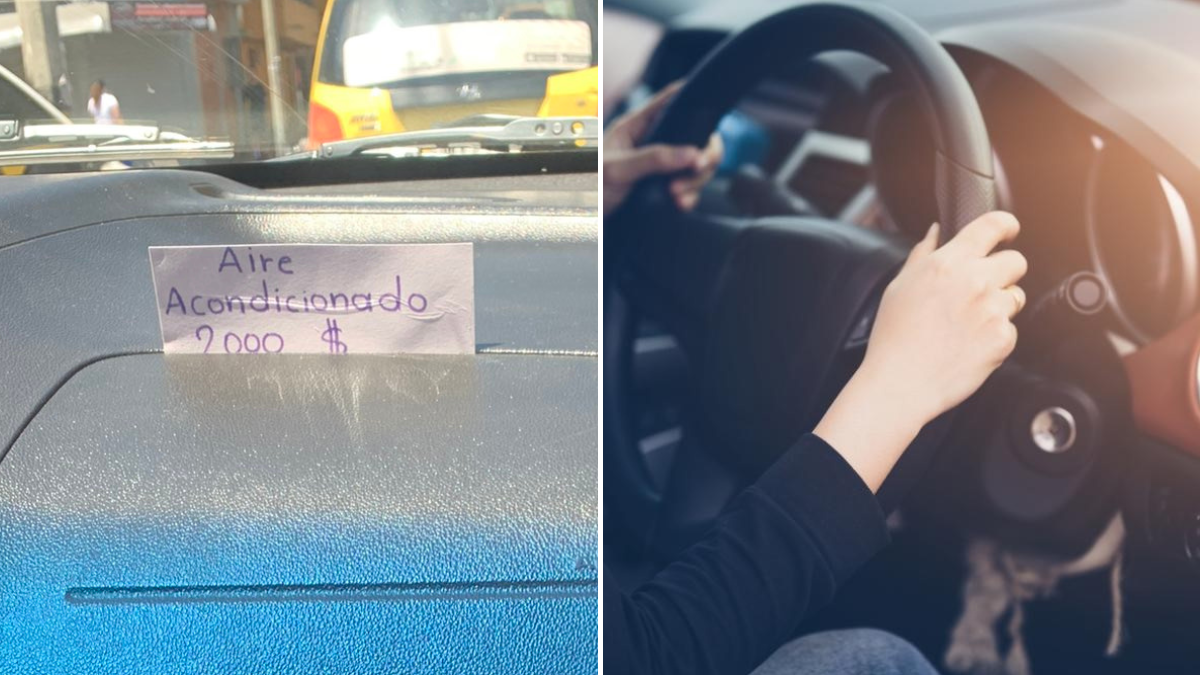 Aire
Acondicionado
2000 $